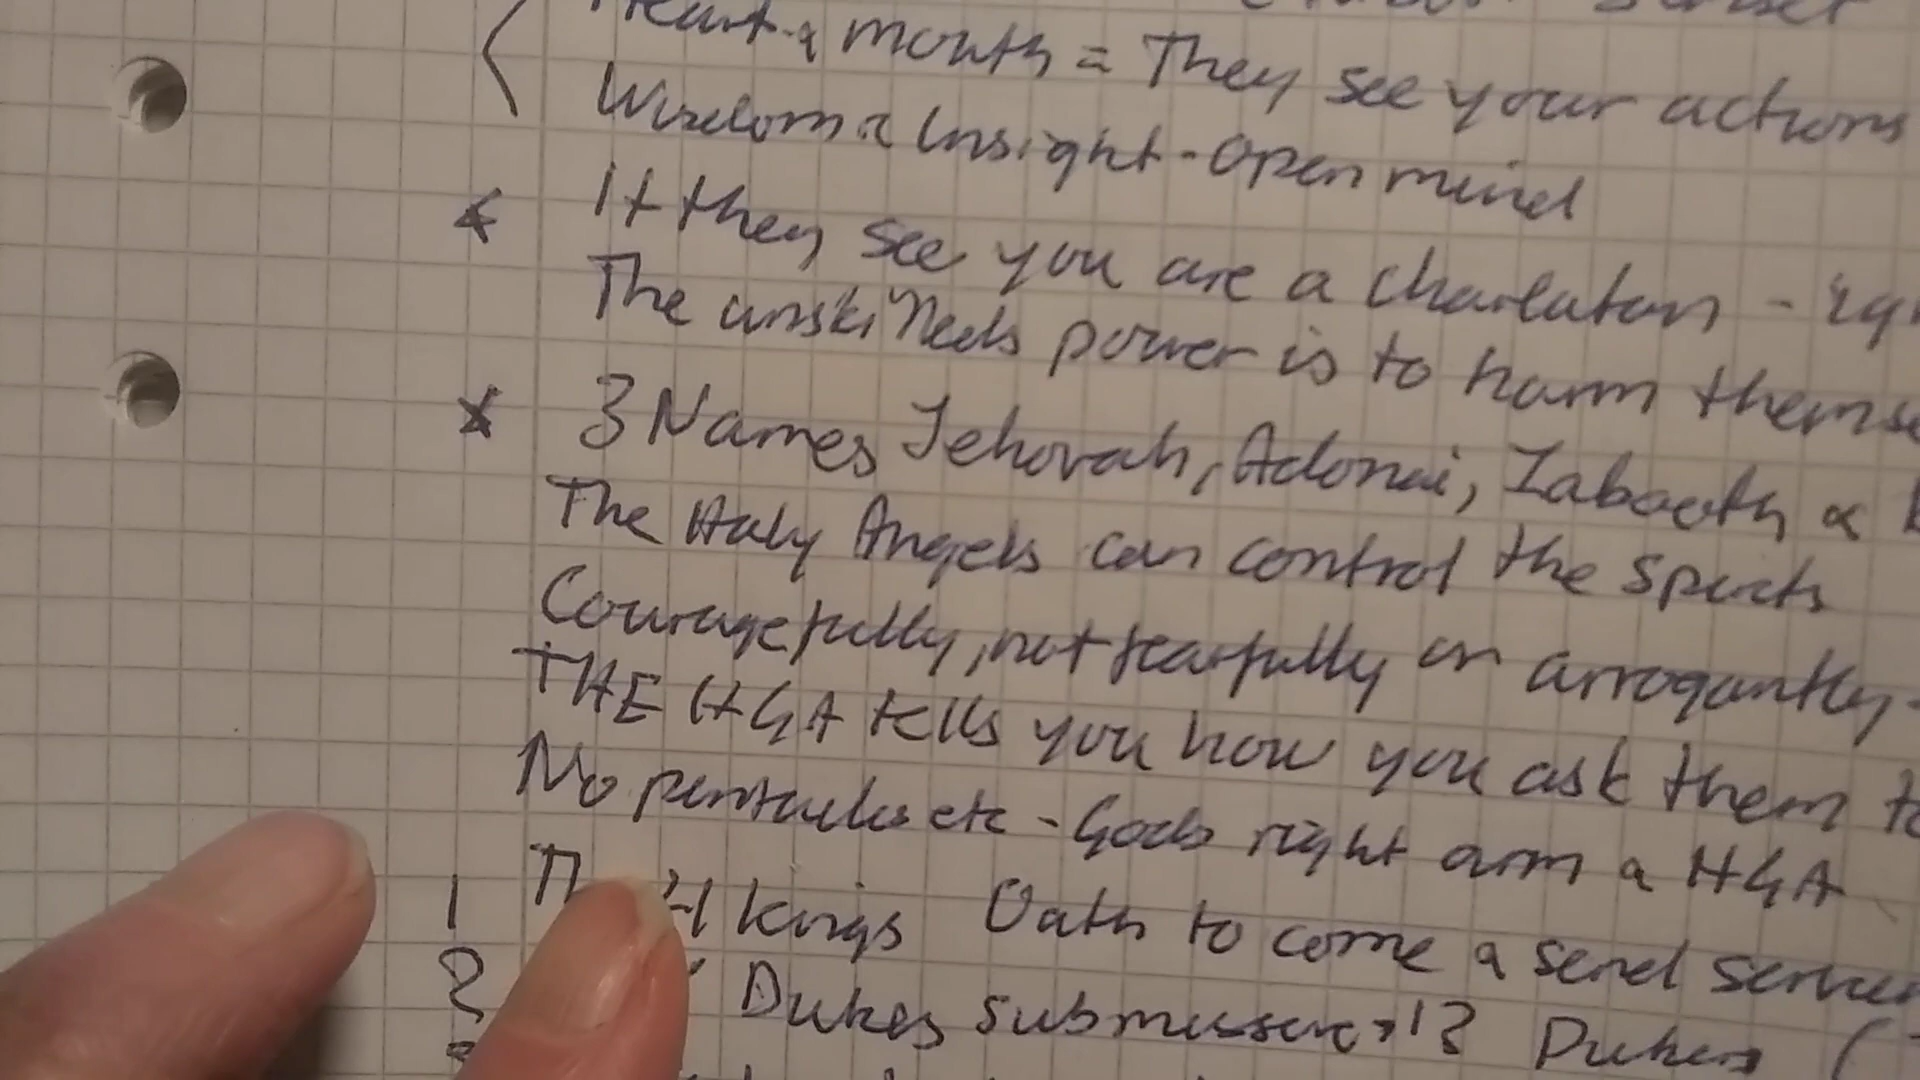 Heart & mouth = They see your actions
Wisdom & Insight - Open mind
* If they see you are a charlatan -
The unskilleds power is to harm
* 3 Names Jehovah, Adonai, Zabaoth &
The Holy Angels can control the spirits
Couragefully, not fearfully or arrogantly -
THE HGA tells you how you ask them to
No pentacles etc - Gods right arm & HGA
1 4 kings Oath to come & send
2 Dukes submission, Dukes (